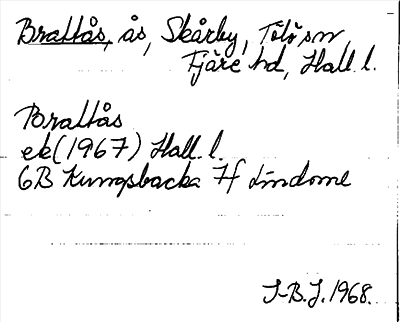 Brattås, ås, Skårby, Tölö sn
Fjäre hd, Hall. l.
Brattås
ek (1967) Hall. l.
6B Kungsbacka 7f Lindome
J-B.J. 1968.